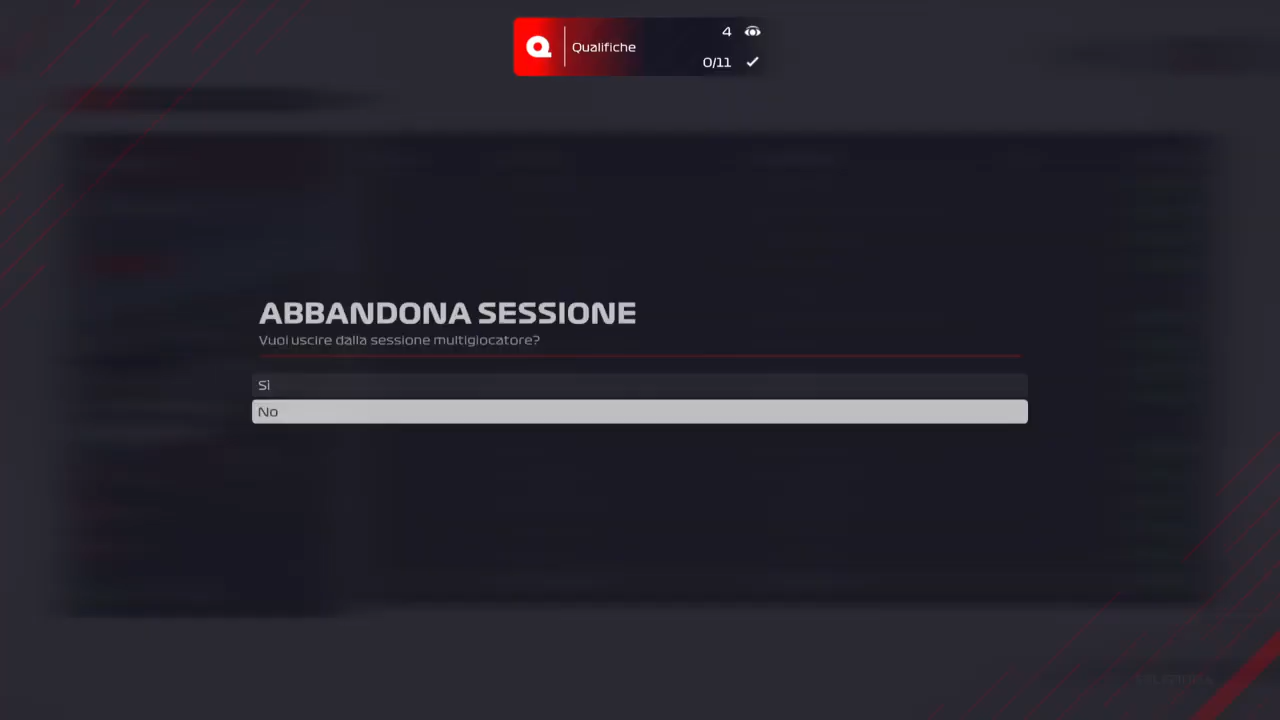 Q Qualifiche 4
0/11
ABBANDONA SESSIONE
Vuoi uscire dalla sessione multigiocatore?
Sì
No